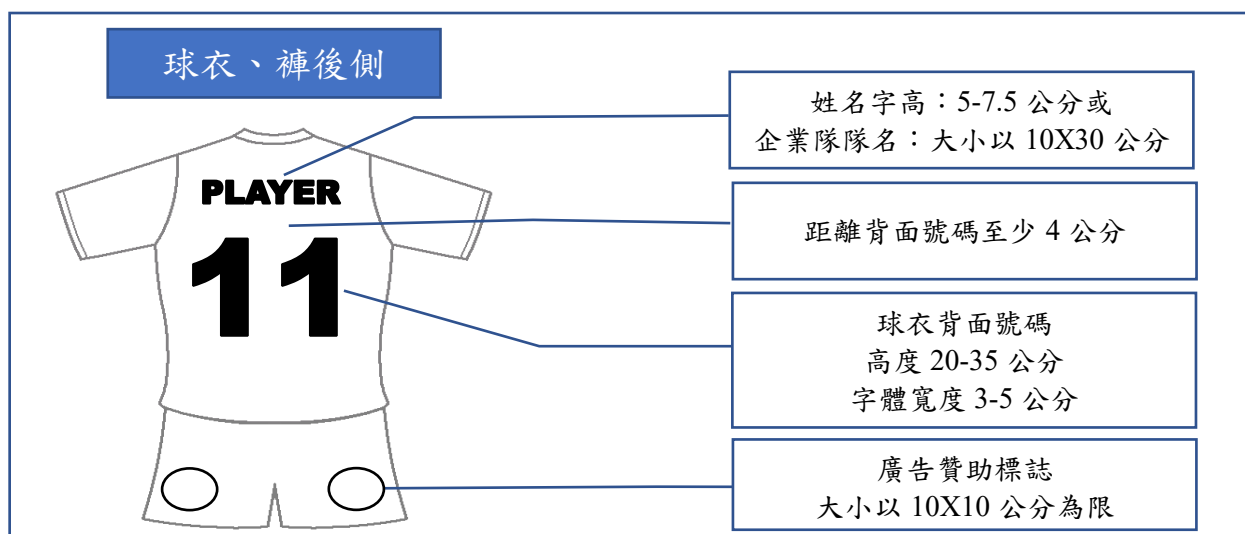 球衣、褲後側
姓名字高：5-7.5 公分或
企業隊隊名：大小以 10X30 公分
PLAYER
距離背面號碼至少 4 公分
11
球衣背面號碼
高度 20-35 公分
字體寬度 3-5 公分
廣告贊助標誌
大小以 10X10 公分為限